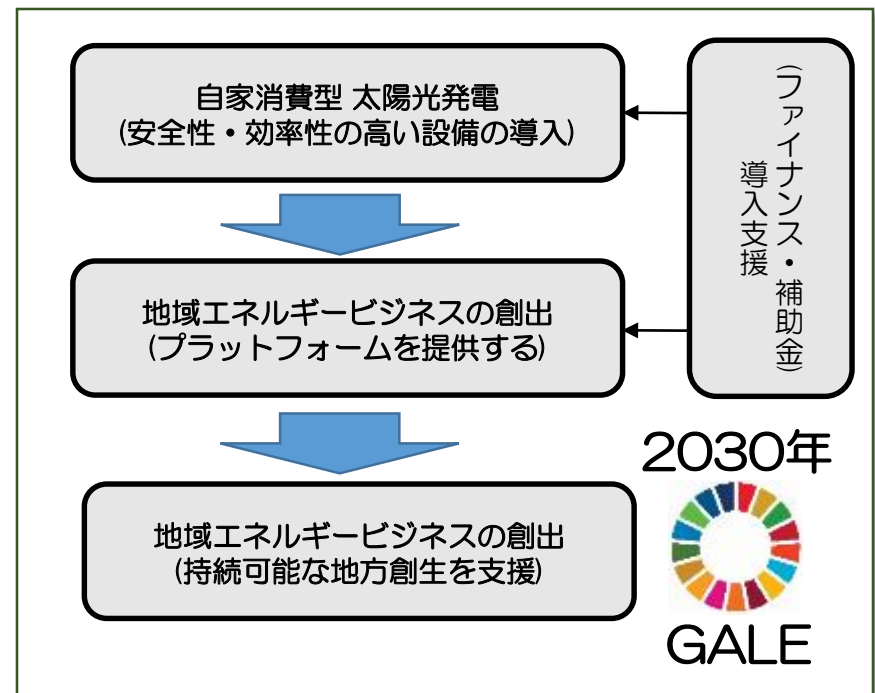 自家消費型 太陽光発電
(安全性・効率性の高い設備の導入)
地域エネルギービジネスの創出
(プラットフォームを提供する)
地域エネルギービジネスの創出
(持続可能な地方創生を支援)
(ファイナンス・補助金)
導入支援
2030年
GALE